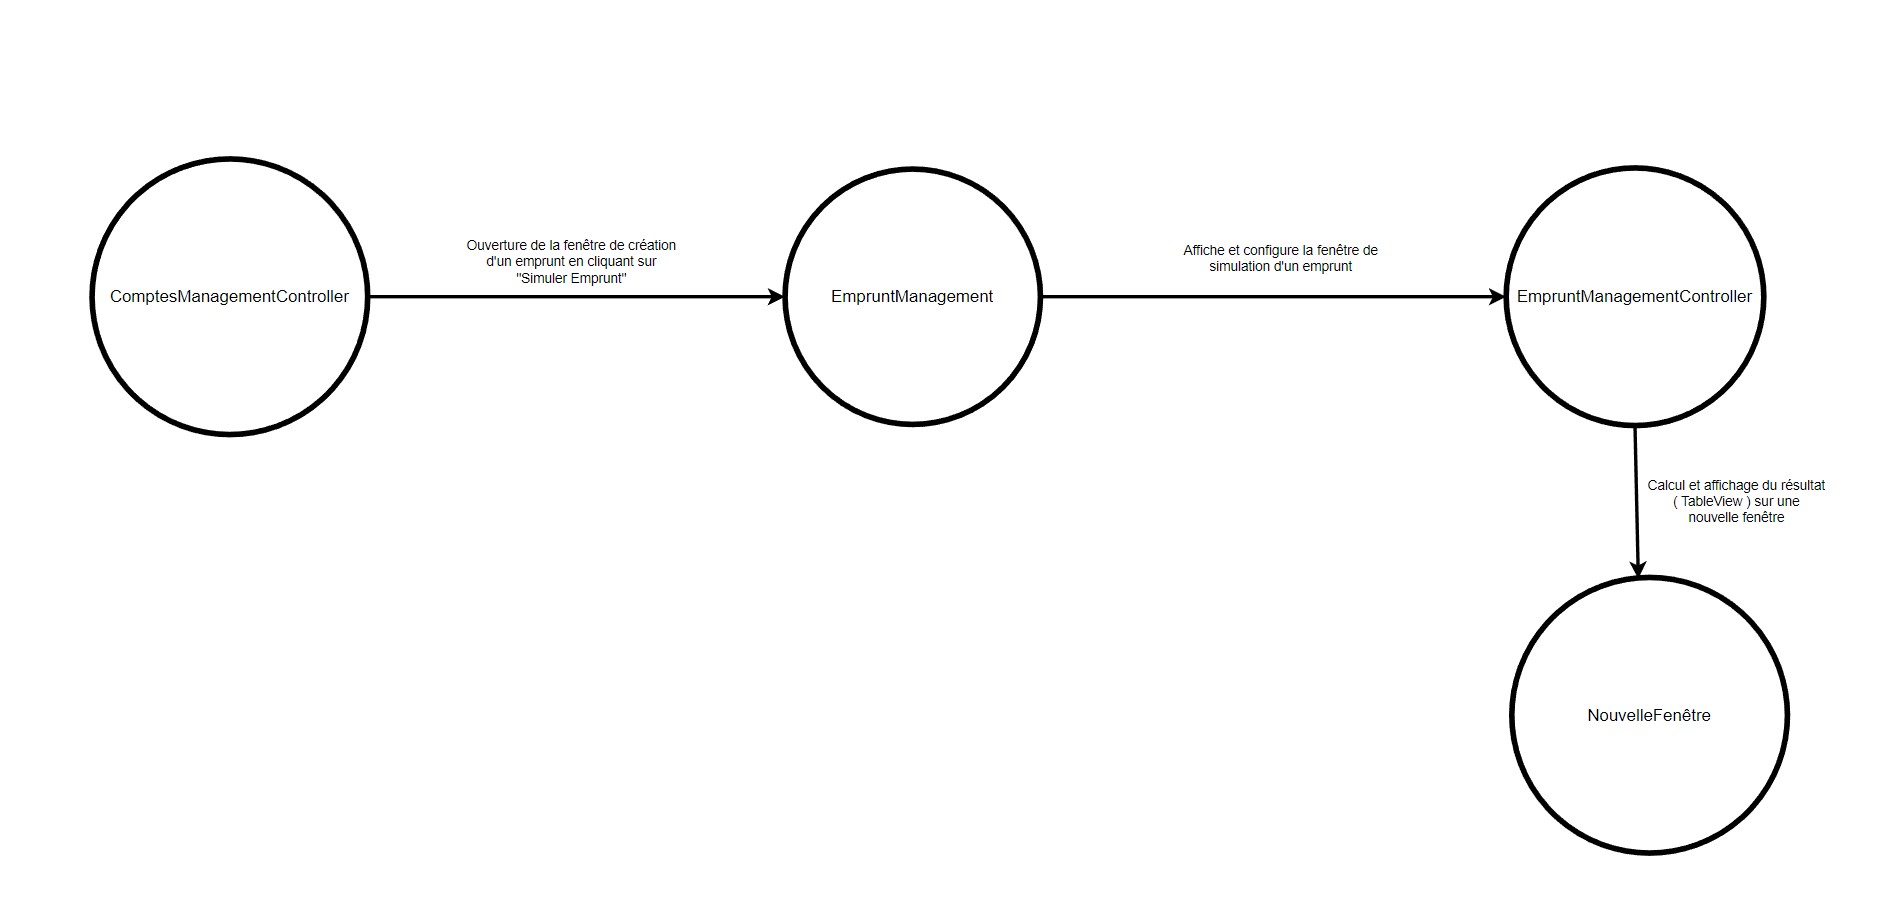 ComptesManagementController
Ouverture de la fenêtre de création
d'un emprunt en cliquant sur
"Simuler Emprunt"
EmpruntManagement
Affiche et configure la fenêtre de
simulation d'un emprunt
EmpruntManagementController
Calcul et affichage du résultat
( TableView ) sur une
nouvelle fenêtre
NouvelleFenêtre